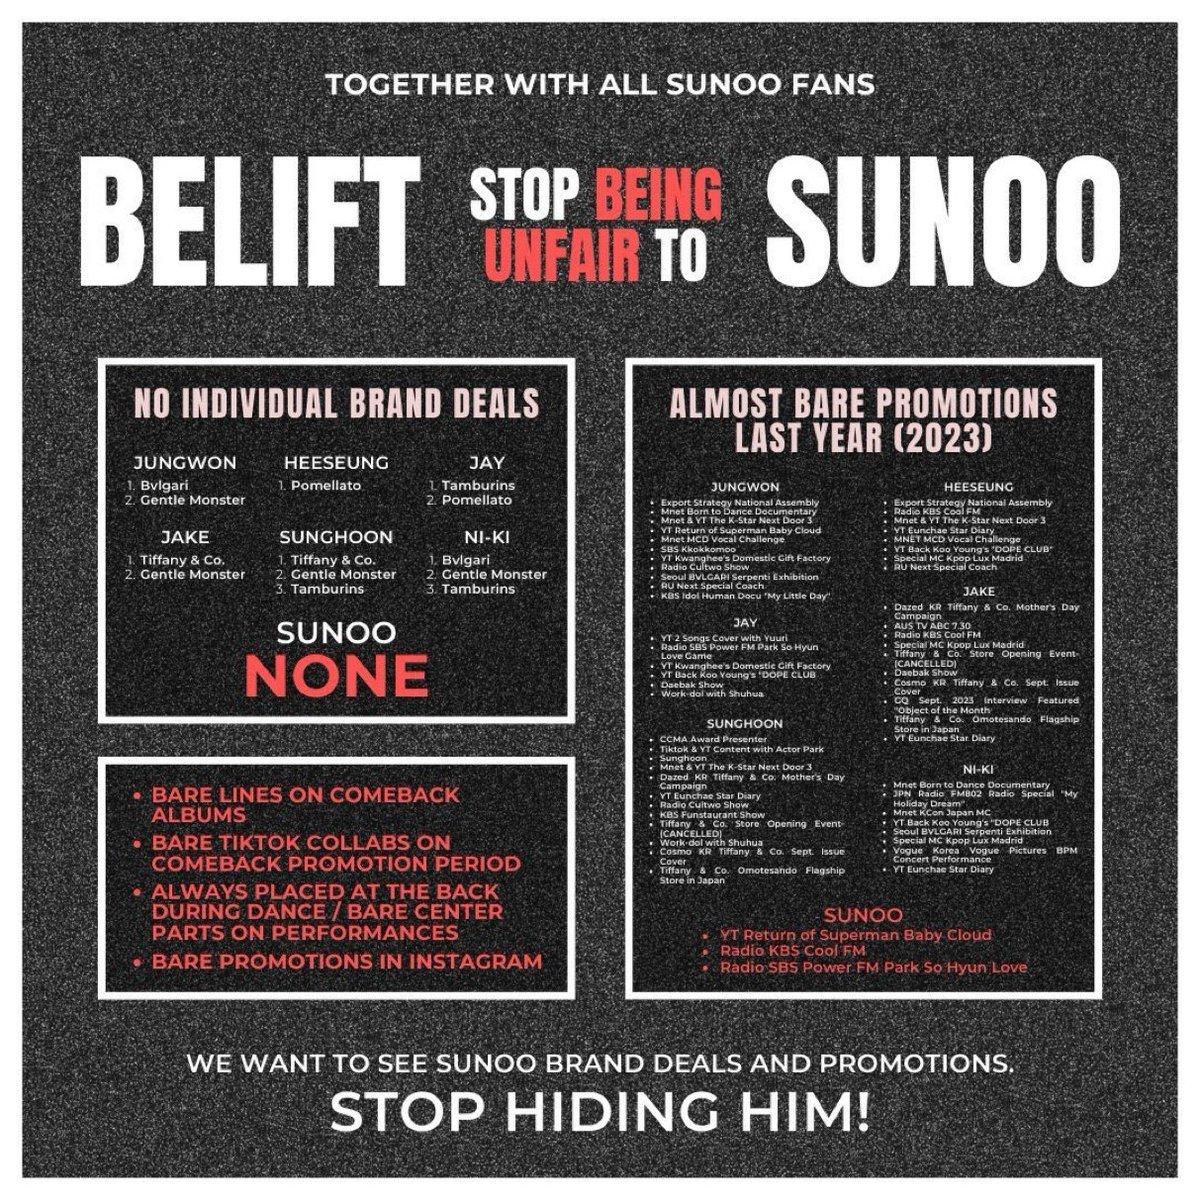 TOGETHER WITH ALL SUNOO FANS
BELIFT
STOP BEING
UNFAIR TO
SUNOO
NO INDIVIDUAL BRAND DEALS
JUNGWON
1. Bvlgari
2. Gentle Monster
HEESEUNG
1. Pomellato
JAY
1. Tamburins
2. Pomellato
JAKE
1. Tiffany & Co.
2. Gentle Monster
SUNGHOON
1. Tiffany & Co.
2. Gentle Monster
3. Tamburins
NI-KI
1. Bvlgari
2. Gentle Monster
3. Tamburins
SUNOO
NONE
• BARE LINES ON COMEBACK
ALBUMS
• BARE TIKTOK COLLABS ON
COMEBACK PROMOTION PERIOD
• ALWAYS PLACED AT THE BACK
DURING DANCE / BARE CENTER
PARTS ON PERFORMANCES
• BARE PROMOTIONS IN INSTAGRAM
ALMOST BARE PROMOTIONS
LAST YEAR (2023)
JUNGWON
• Export Strategy National Assembly
• Mnet Born to Dance Documentary
• Mnet & YT The K-Star Next Door 3
• YT Return of Superman Baby Cloud
• Mnet MCD Vocal Challenge
• SBS Kkokkomoo
• YT Kwanghee's Domestic Gift Factory
• Radio Cultwo Show
• Seoul BVLGARI Serpenti Exhibition
• RU Next Special Coach
• KBS Idol Human Docu "My Little Day"
JAY
• YT 2 Songs Cover with Yuuri
• Radio SBS Power FM Park So Hyun
Love Game
• YT Kwanghee's Domestic Gift Factory
• YT Back Koo Young's "DOPE CLUB
• Daebak Show
• Work-dol with Shuhua
SUNGHOON
• CCMA Award Presenter
• Tiktok & YT Content with Actor Park
• Sunghoon
• Mnet & YT The K-Star Next Door 3
• Dazed KR Tiffany & Co. Mother's Day
Campaign
• YT Eunchae Star Diary
• Radio Cultwo Show
• KBS Funstaurant Show
• Tiffany & Co. Store Opening Event-
(CANCELLED)
• Work-dol with Shuhua
• Cosmo KR Tiffany & Co. Sept. Issue
Cover
• Tiffany & Co. Omotesando Flagship
Store in Japan
HEESEUNG
• Export Strategy National Assembly
• Radio KBS Cool FM
• Mnet & YT The K-Star Next Door 3
• YT Eunchae Star Diary
• MNET MCD Vocal Challenge
• YT Back Koo Young's "DOPE CLUB"
• Special MC Kpop Lux Madrid
• RU Next Special Coach
JAKE
• Dazed KR Tiffany & Co. Mother's Day
Campaign
• AUS TV ABC 7.30
• Radio KBS Cool FM
• Special MC Kpop Lux Madrid
• Tiffany & Co. Store Opening Event-
(CANCELLED)
• Daebak Show
• Cosmo KR Tiffany & Co. Sept. Issue
Cover
• GQ Sept. 2023 Interview Featured
"Object of the Month
• Tiffany & Co. Omotesando Flagship
Store in Japan
• YT Eunchae Star Diary
NI-KI
• Mnet Born to Dance Documentary
• JPN Radio FM802 Radio Special "My
Holiday Dream"
• Mnet KCon Japan MC
• YT Back Koo Young's "DOPE CLUB
• Seoul BVLGARI Serpenti Exhibition
• Special MC Kpop Lux Madrid
• Vogue Korea Vogue Pictures BPM
Concert Performance
• YT Eunchae Star Diary
SUNOO
• YT Return of Superman Baby Cloud
• Radio KBS Cool FM
• Radio SBS Power FM Park So Hyun Love
WE WANT TO SEE SUNOO BRAND DEALS AND PROMOTIONS.
STOP HIDING HIM!